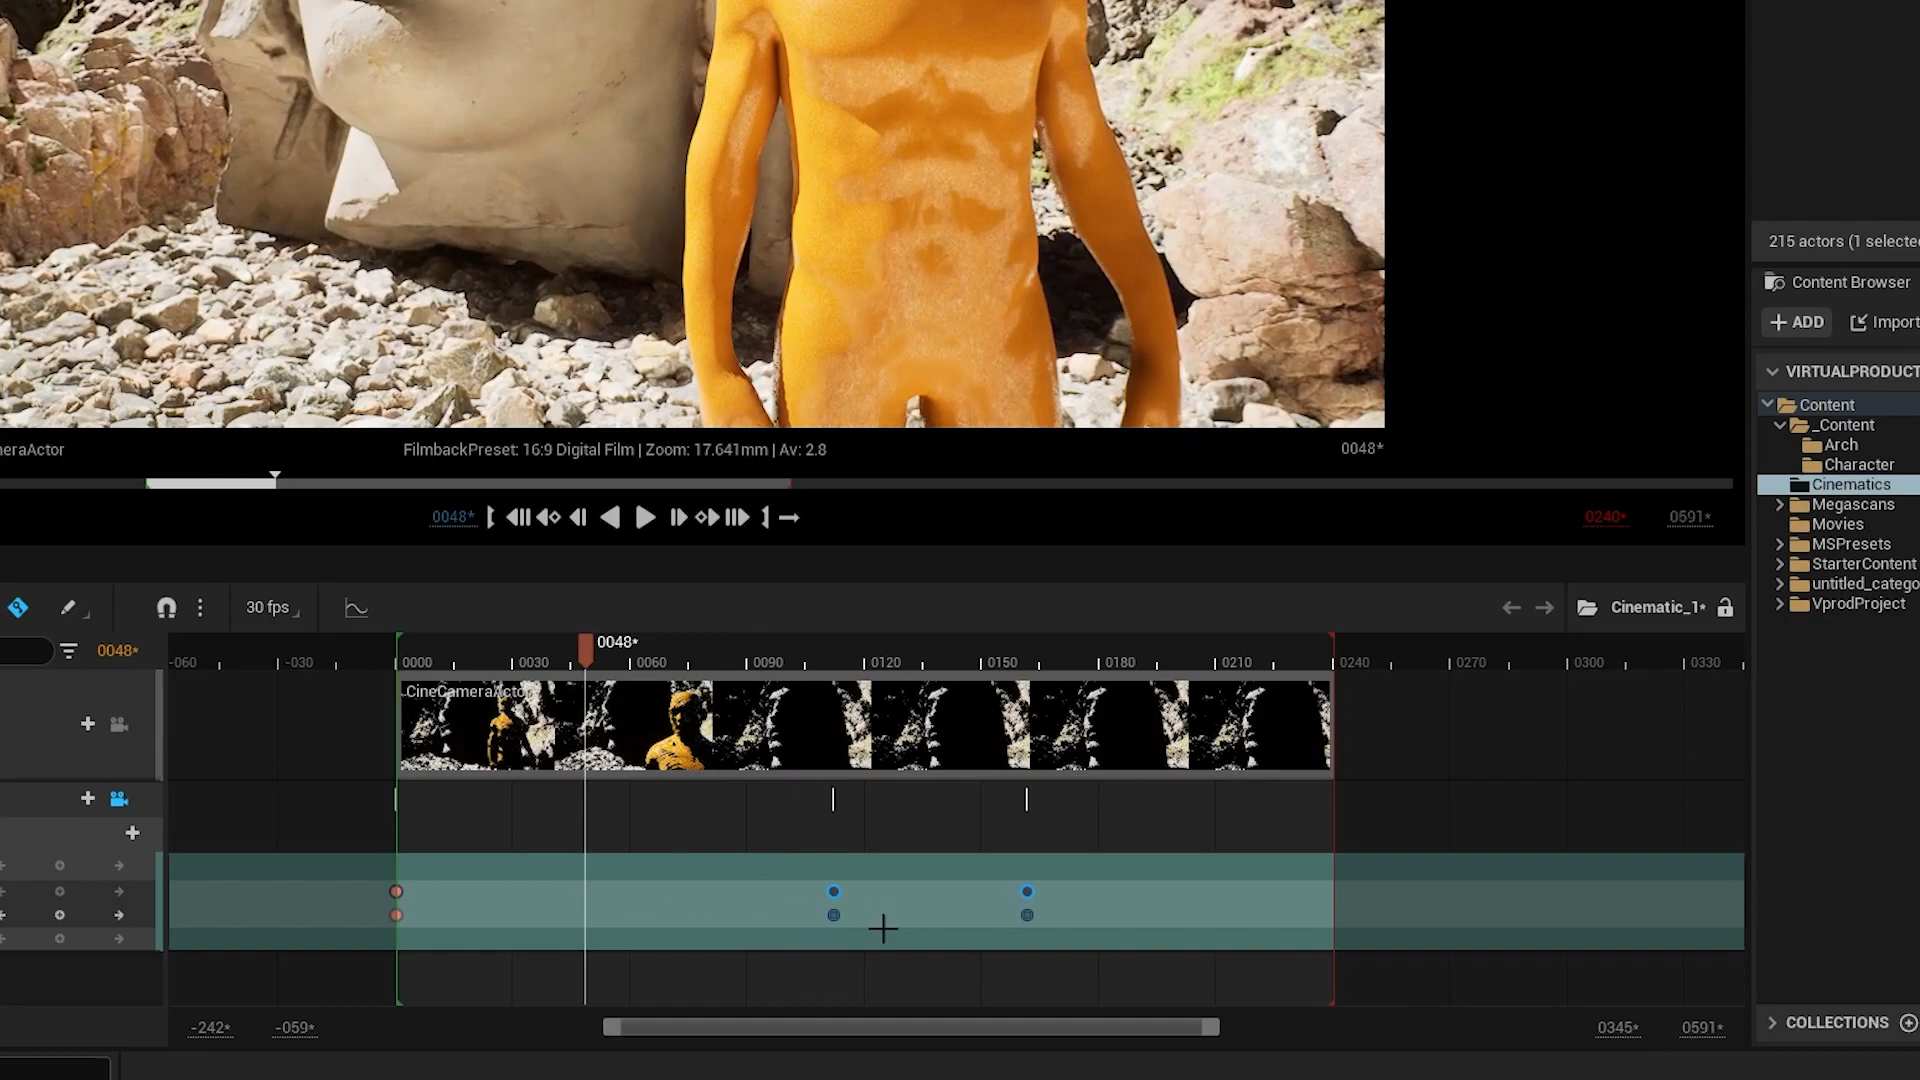 215 actors (1 selecte
Content Browser
ADD
Import
VIRTUALPRODUCT
Content
_Content
Arch
Character
Cinematics
Megascans
Movies
MSPresets
StarterContent
untitled_catego
VprodProject
neraActor
FilmbackPreset: 16:9 Digital Film | Zoom: 17.641mm | Av: 2.8
0048*
0048*
0240*
0591*
30 fps
Cinematic_1*
0048*
0048*
-060
-030
0000
0030
0060
0090
0120
0150
0180
0210
0240
0270
0300
0330
CineCameraActor
-242*
-059*
0345*
0591*
COLLECTIONS